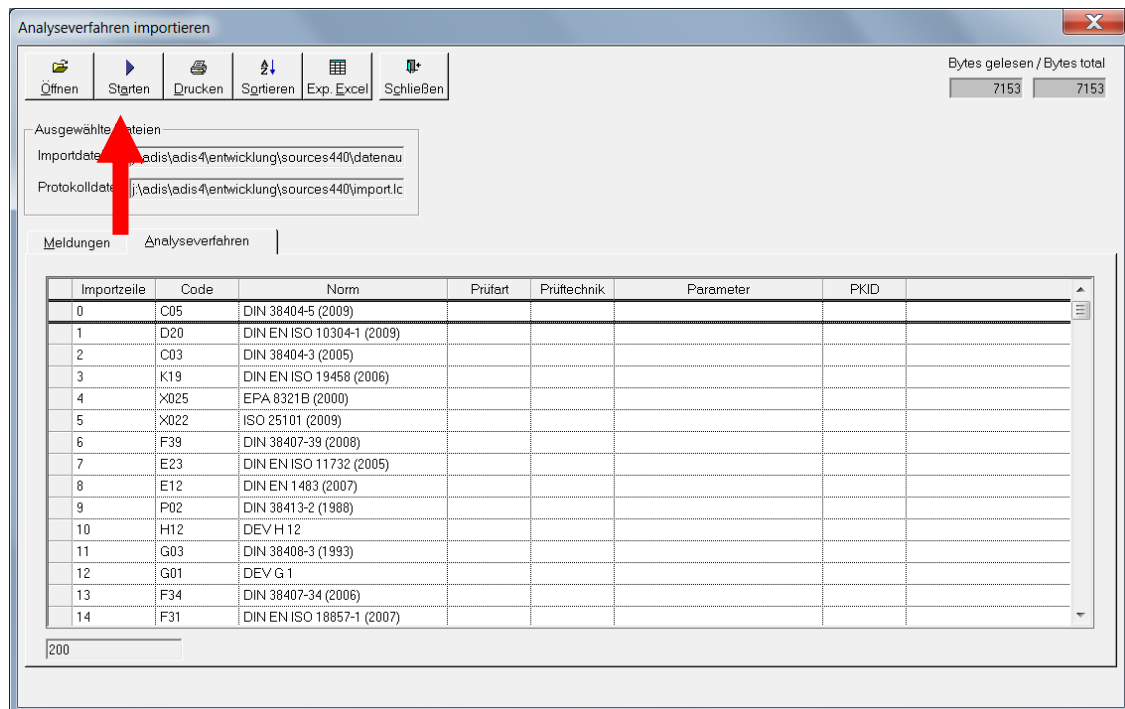 Analyseverfahren importieren
Öffnen Starten Drucken Sortieren Exp. Excel Schließen
Bytes gelesen / Bytes total
7153 7153
Ausgewählte Dateien
adis\adis4\entwicklung\sources440\datenau
j:\adis\adis4\entwicklung\sources440\import.lc
Meldungen Analyseverfahren
Importzeile Code Norm Prüfart Prüftechnik Parameter PKID
0 C05 DIN 38404-5 (2009)
1 D20 DIN EN ISO 10304-1 (2009)
2 C03 DIN 38404-3 (2005)
3 K19 DIN EN ISO 19458 (2006)
4 X025 EPA 8321B (2000)
5 X022 ISO 25101 (2009)
6 F39 DIN 38407-39 (2008)
7 E23 DIN EN ISO 11732 (2005)
8 E12 DIN EN 1483 (2007)
9 P02 DIN 38413-2 (1988)
10 H12 DEV H 12
11 G03 DIN 38408-3 (1993)
12 G01 DEV G 1
13 F34 DIN 38407-34 (2006)
14 F31 DIN EN ISO 18857-1 (2007)
200